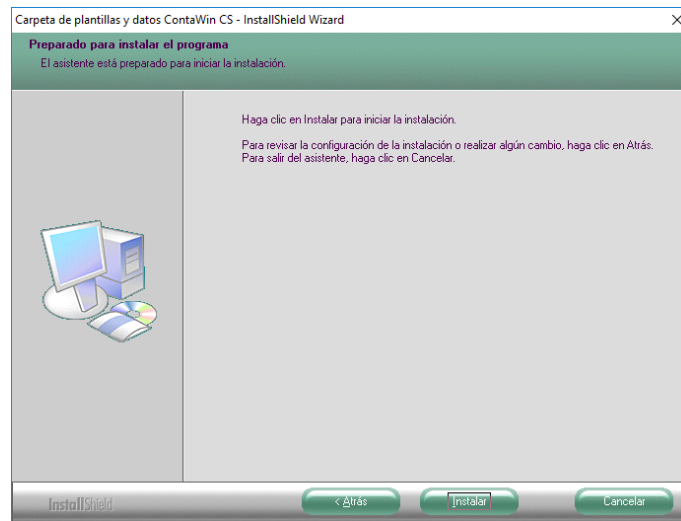 Carpeta de plantillas y datos ContaWin CS - InstallShield Wizard
Preparado para instalar el programa
El asistente está preparado para iniciar la instalación.
Haga clic en Instalar para iniciar la instalación.
Para revisar la configuración de la instalación o realizar algún cambio, haga clic en Atrás.
Para salir del asistente, haga clic en Cancelar.
InstallShield
< Atrás
Instalar
Cancelar